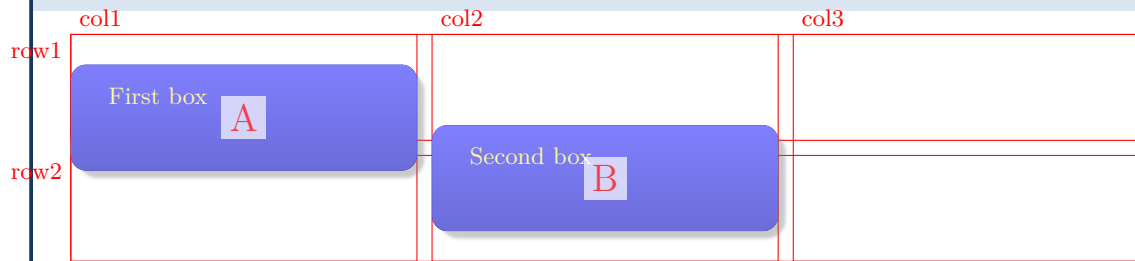 col1 col2 col3
row1
First box
A
Second box
B
row2